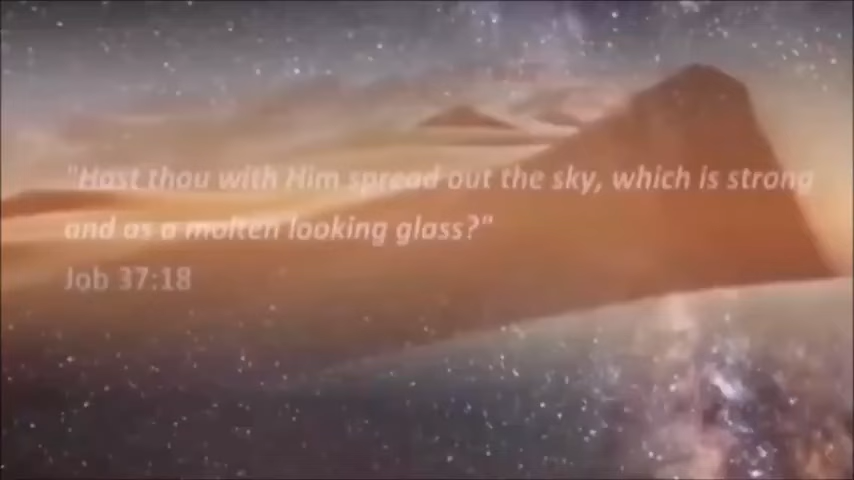 "Hast thou with Him spread out the sky, which is strong
and as a molten looking glass?"
Job 37:18